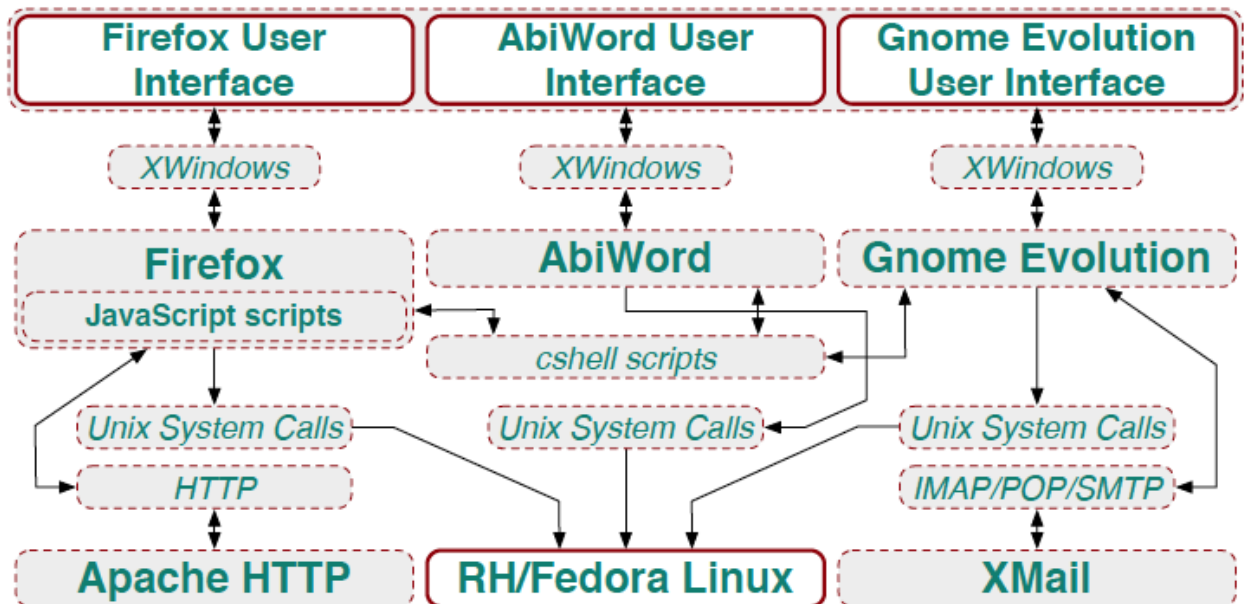 Firefox User
Interface
AbiWord User
Interface
Gnome Evolution
User Interface
XWindows
XWindows
XWindows
Firefox
JavaScript scripts
AbiWord
Gnome Evolution
cshell scripts
Unix System Calls
Unix System Calls
Unix System Calls
HTTP
IMAP/POP/SMTP
Apache HTTP
RH/Fedora Linux
XMail